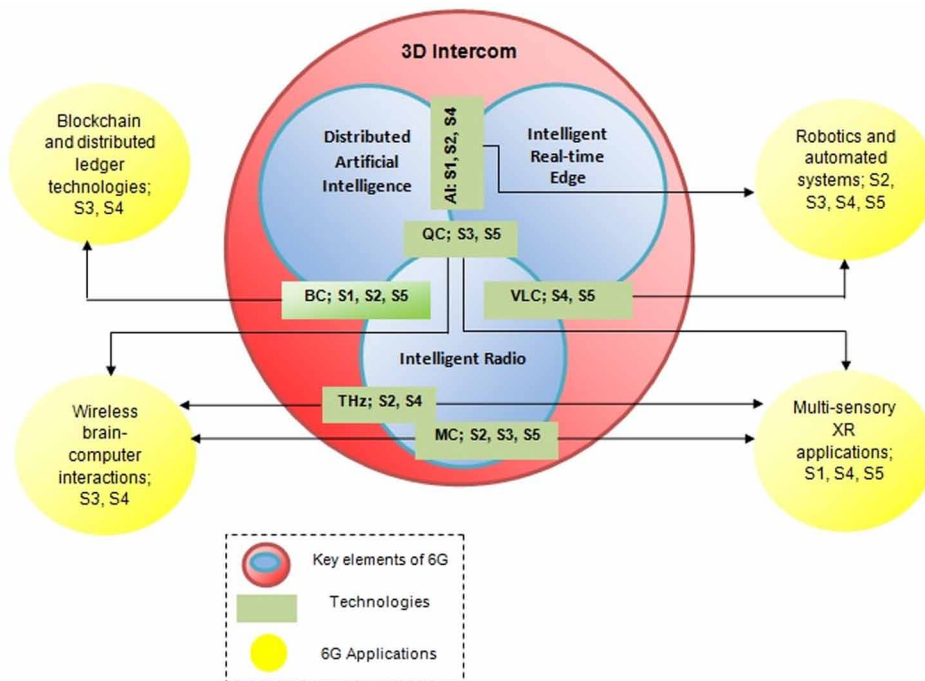 3D Intercom
Blockchain
and distributed
ledger
technologies;
S3, S4
Distributed
Artificial
Intelligence
AI: S1, S2, S4
Intelligent
Real-time
Edge
Robotics and
automated
systems; S2,
S3, S4, S5
QC; S3, S5
BC; S1, S2, S5
VLC; S4, S5
Intelligent Radio
Wireless
brain-
computer
interactions;
S3, S4
THz; S2, S4
MC; S2, S3, S5
Multi-sensory
XR
applications;
S1, S4, S5
Key elements of 6G
Technologies
6G Applications